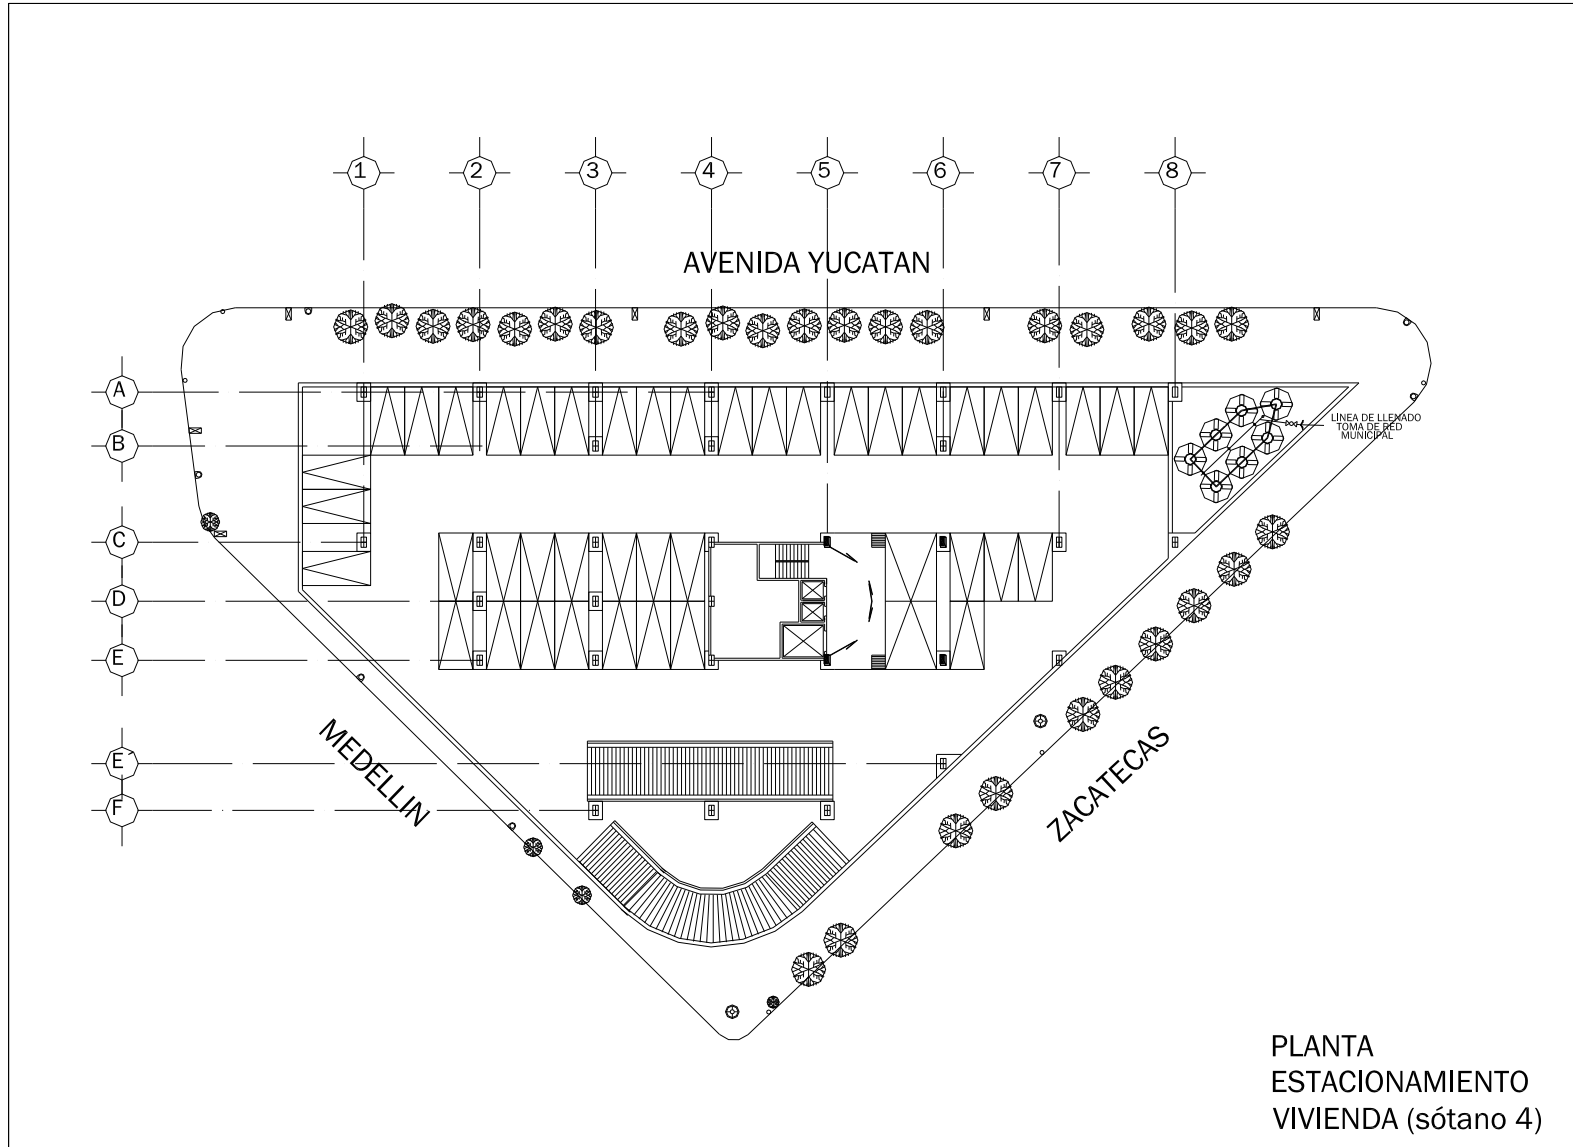 1
2
3
4
5
6
7
8
AVENIDA YUCATAN
A
B
C
D
E
E´
F
LÍNEA DE LLENADO
TOMA DE RED
MUNICIPAL
MEDELLIN
ZACATECAS
PLANTA
ESTACIONAMIENTO
VIVIENDA (sótano 4)